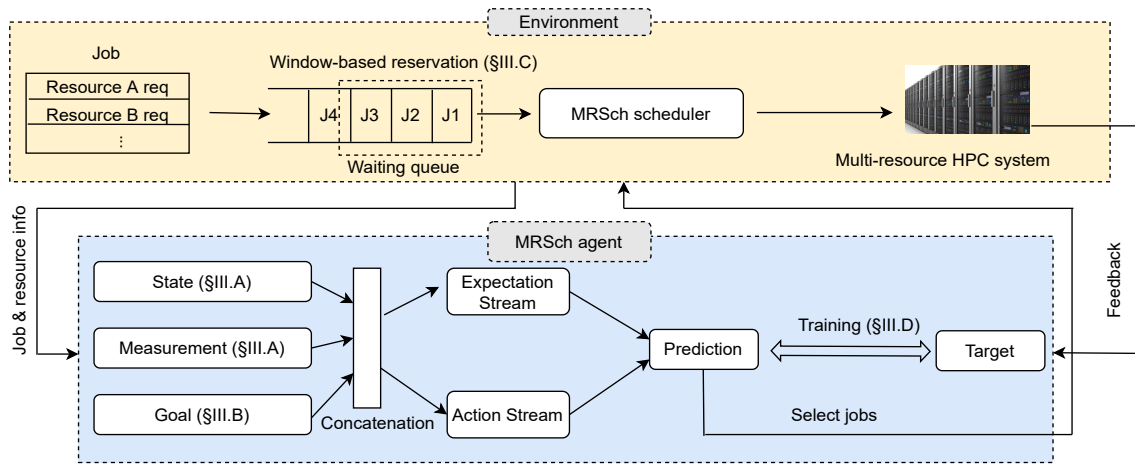 Environment
Job
Resource A req
Resource B req
⋮
Window-based reservation (§III.C)
J4
J3
J2
J1
Waiting queue
MRSch scheduler
Multi-resource HPC system
Job & resource info
MRSch agent
State (§III.A)
Measurement (§III.A)
Goal (§III.B)
Concatenation
Expectation
Stream
Action Stream
Prediction
Training (§III.D)
Target
Select jobs
Feedback